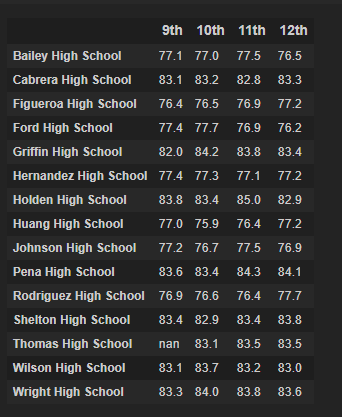 9th 10th 11th 12th
Bailey High School 77.1 77.0 77.5 76.5
Cabrera High School 83.1 83.2 82.8 83.3
Figueroa High School 76.4 76.5 76.9 77.2
Ford High School 77.4 77.7 76.9 76.2
Griffin High School 82.0 84.2 83.8 83.4
Hernandez High School 77.4 77.3 77.1 77.2
Holden High School 83.8 83.4 85.0 82.9
Huang High School 77.0 75.9 76.4 77.2
Johnson High School 77.2 76.7 77.5 76.9
Pena High School 83.6 83.4 84.3 84.1
Rodriguez High School 76.9 76.6 76.4 77.7
Shelton High School 83.4 82.9 83.4 83.8
Thomas High School nan 83.1 83.5 83.5
Wilson High School 83.1 83.7 83.2 83.0
Wright High School 83.3 84.0 83.8 83.6